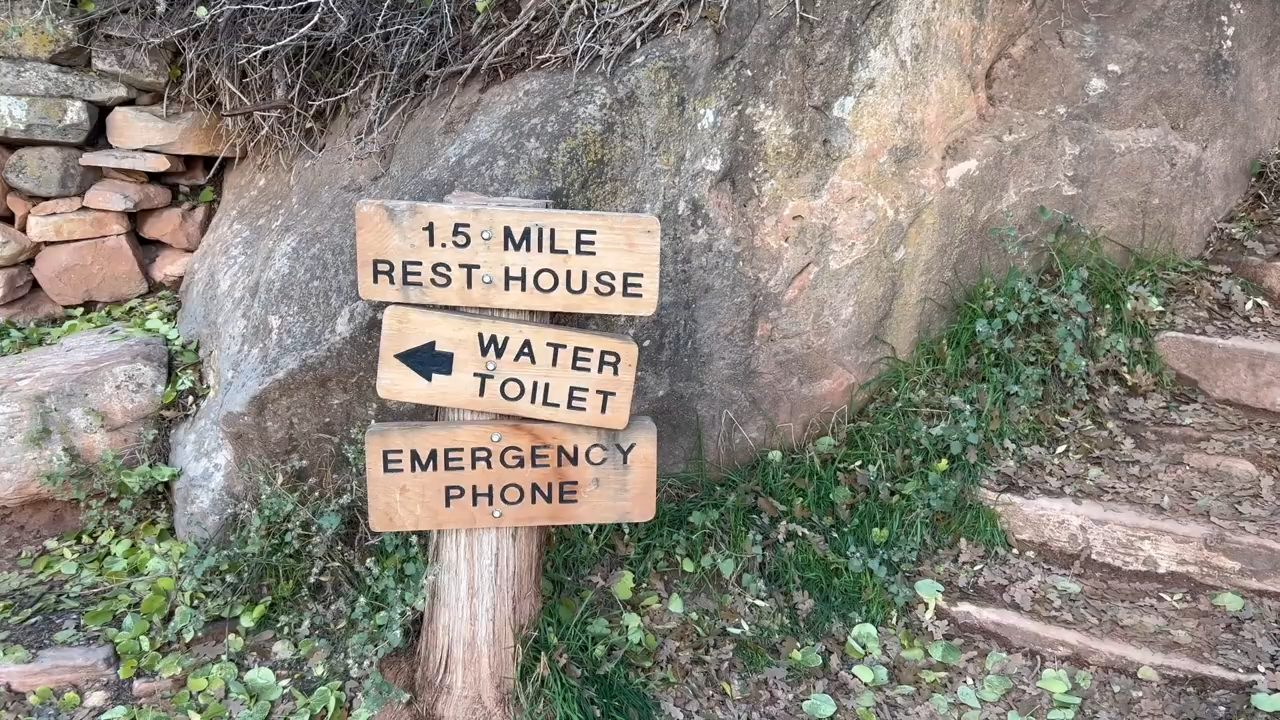 1.5 MILE
REST HOUSE
WATER
TOILET
EMERGENCY
PHONE